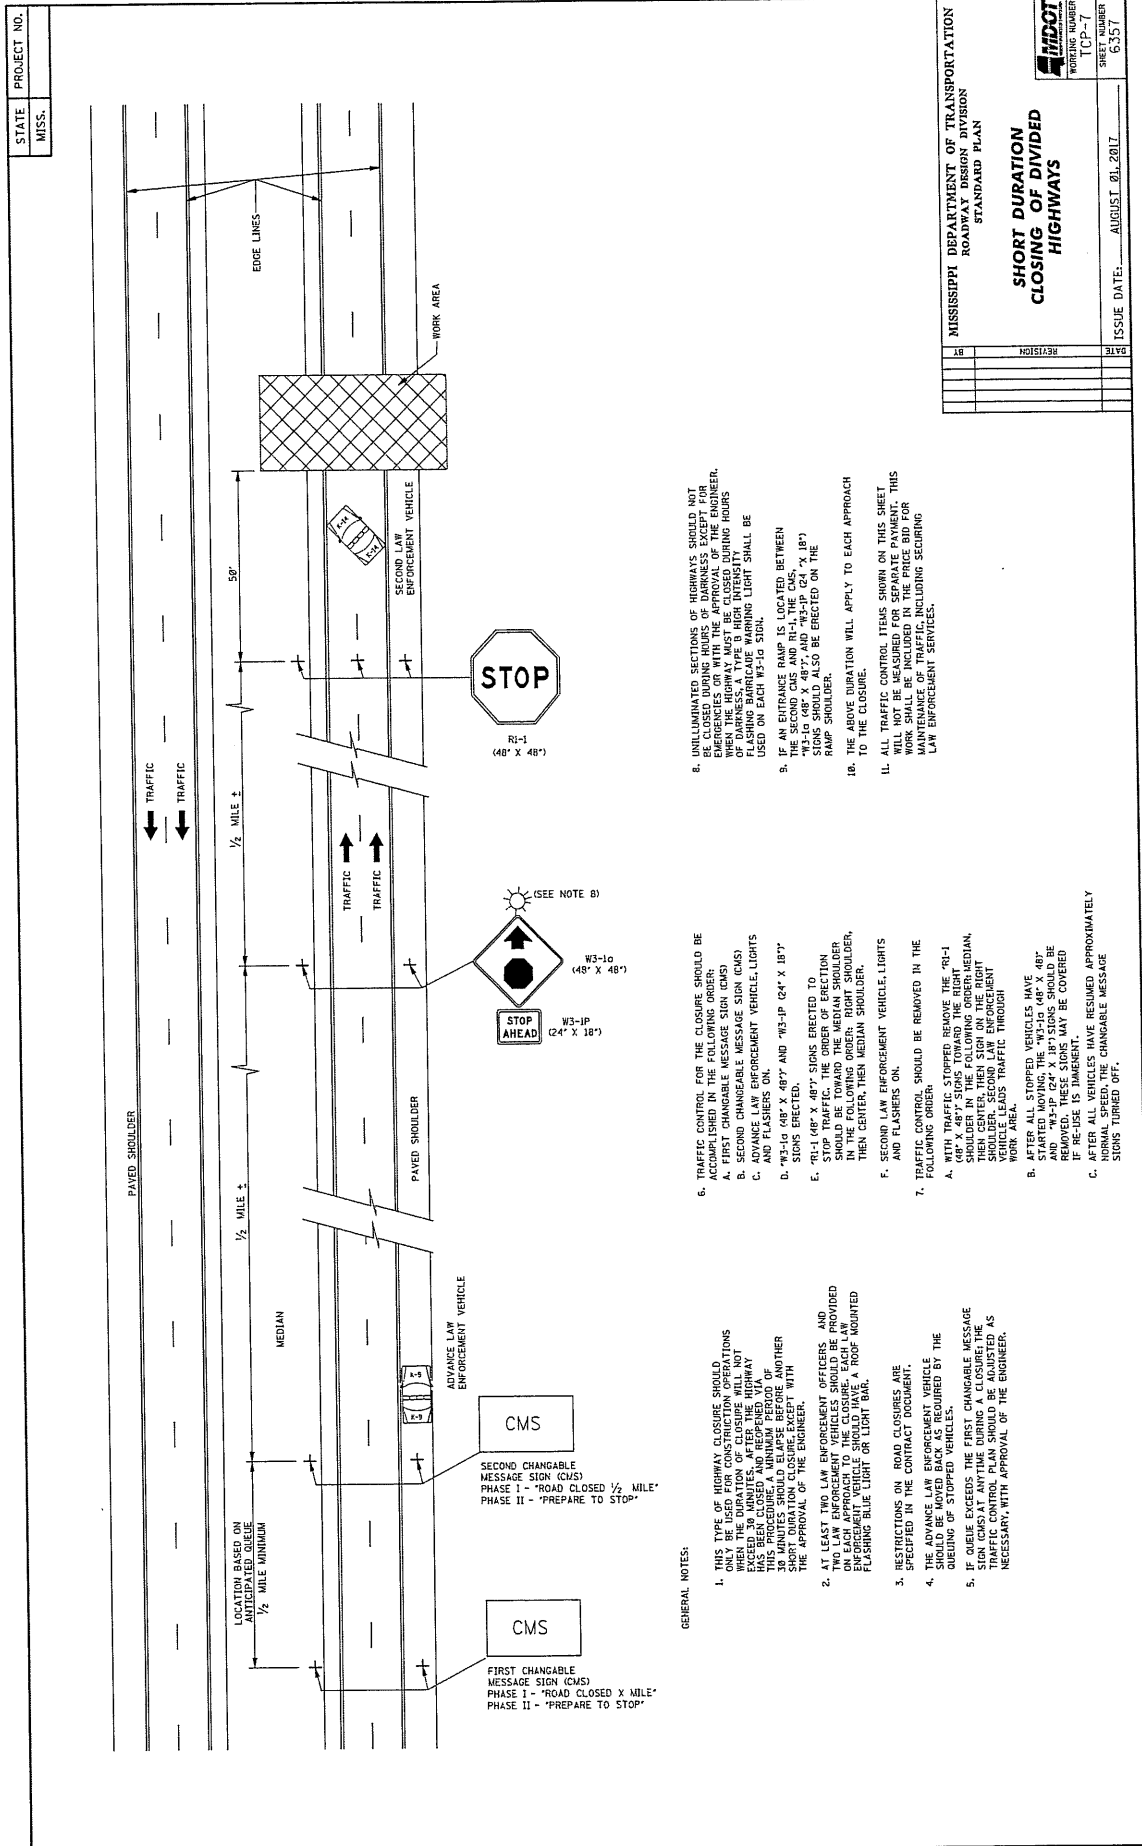 STATE PROJECT NO.
MISS.
PAVED SHOULDER
TRAFFIC
TRAFFIC
EDGE LINES
LOCATION BASED ON
ANTICIPATED QUEUE
1/2 MILE MINIMUM
1/2 MILE ±
1/2 MILE ±
50'
MEDIAN
TRAFFIC
TRAFFIC
PAVED SHOULDER
ADVANCE LAW
ENFORCEMENT VEHICLE
K-9
K-9
K-14
K-14
SECOND LAW
ENFORCEMENT VEHICLE
WORK AREA
CMS
FIRST CHANGABLE
MESSAGE SIGN (CMS)
PHASE I - "ROAD CLOSED X MILE"
PHASE II - "PREPARE TO STOP"
CMS
SECOND CHANGABLE
MESSAGE SIGN (CMS)
PHASE I - "ROAD CLOSED 1/2 MILE"
PHASE II - "PREPARE TO STOP"
(SEE NOTE 8)
W3-1a
(48" X 48")
STOP
AHEAD
W3-1P
(24" X 18")
STOP
R1-1
(48" X 48")
GENERAL NOTES:
1. THIS TYPE OF HIGHWAY CLOSURE SHOULD
ONLY BE USED FOR CONSTRUCTION OPERATIONS
WHEN THE DURATION OF CLOSURE WILL NOT
EXCEED 30 MINUTES. AFTER THE HIGHWAY
HAS BEEN CLOSED AND REOPENED VIA
THIS PROCEDURE, A MINIMUM PERIOD OF
30 MINUTES SHOULD ELAPSE BEFORE ANOTHER
SHORT DURATION CLOSURE, EXCEPT WITH
THE APPROVAL OF THE ENGINEER.
2. AT LEAST TWO LAW ENFORCEMENT OFFICERS AND
TWO LAW ENFORCEMENT VEHICLES SHOULD BE PROVIDED
ON EACH APPROACH TO THE CLOSURE. EACH LAW
ENFORCEMENT VEHICLE SHOULD HAVE A ROOF MOUNTED
FLASHING BLUE LIGHT OR LIGHT BAR.
3. RESTRICTIONS ON ROAD CLOSURES ARE
SPECIFIED IN THE CONTRACT DOCUMENT.
4. THE ADVANCE LAW ENFORCEMENT VEHICLE
SHOULD BE MOVED BACK AS REQUIRED BY THE
QUEUING OF STOPPED VEHICLES.
5. IF QUEUE EXCEEDS THE FIRST CHANGABLE MESSAGE
SIGN (CMS) AT ANYTIME DURING A CLOSURE; THE
TRAFFIC CONTROL PLAN SHOULD BE ADJUSTED AS
NECESSARY, WITH APPROVAL OF THE ENGINEER.
6. TRAFFIC CONTROL FOR THE CLOSURE SHOULD BE
ACCOMPLISHED IN THE FOLLOWING ORDER:
A. FIRST CHANGABLE MESSAGE SIGN (CMS)
B. SECOND CHANGEABLE MESSAGE SIGN (CMS)
C. ADVANCE LAW ENFORCEMENT VEHICLE, LIGHTS
AND FLASHERS ON.
D. "W3-1a (48" X 48")" AND "W3-1P (24" X 18")"
SIGNS ERECTED.
E. "R1-1 (48" X 48")" SIGNS ERECTED TO
STOP TRAFFIC. THE ORDER OF ERECTION
SHOULD BE TOWARD THE MEDIAN SHOULDER
IN THE FOLLOWING ORDER: RIGHT SHOULDER,
THEN CENTER, THEN MEDIAN SHOULDER.
F. SECOND LAW ENFORCEMENT VEHICLE, LIGHTS
AND FLASHERS ON.
7. TRAFFIC CONTROL SHOULD BE REMOVED IN THE
FOLLOWING ORDER:
A. WITH TRAFFIC STOPPED REMOVE THE "R1-1
(48" X 48")" SIGNS TOWARD THE RIGHT
SHOULDER IN THE FOLLOWING ORDER: MEDIAN,
THEN CENTER, THEN SIGN ON THE RIGHT
SHOULDER. SECOND LAW ENFORCEMENT
VEHICLE LEADS TRAFFIC THROUGH
WORK AREA.
B. AFTER ALL STOPPED VEHICLES HAVE
STARTED MOVING, THE "W3-1a (48" X 48)"
AND "W3-1P (24" X 18") SIGNS SHOULD BE
REMOVED. THESE SIGNS MAY BE COVERED
IF RE-USE IS IMMENENT.
C. AFTER ALL VEHICLES HAVE RESUMED APPROXIMATELY
NORMAL SPEED, THE CHANGABLE MESSAGE
SIGNS TURNED OFF.
8. UNILLUMINATED SECTIONS OF HIGHWAYS SHOULD NOT
BE CLOSED DURING HOURS OF DARKNESS EXCEPT FOR
EMERGENCIES OR WITH THE APPROVAL OF THE ENGINEER.
WHEN THE HIGHWAY MUST BE CLOSED DURING HOURS
OF DARKNESS, A TYPE B HIGH INTENSITY
FLASHING BARRICADE WARNING LIGHT SHALL BE
USED ON EACH W3-1a SIGN.
9. IF AN ENTRANCE RAMP IS LOCATED BETWEEN
THE SECOND CMS AND R1-1, THE CMS,
"W3-1a (48" X 48")", AND "W3-1P (24 "X 18")
SIGNS SHOULD ALSO BE ERECTED ON THE
RAMP SHOULDER.
10. THE ABOVE DURATION WILL APPLY TO EACH APPROACH
TO THE CLOSURE.
11. ALL TRAFFIC CONTROL ITEMS SHOWN ON THIS SHEET
WILL NOT BE MEASURED FOR SEPARATE PAYMENT. THIS
WORK SHALL BE INCLUDED IN THE PRICE BID FOR
MAINTENANCE OF TRAFFIC, INCLUDING SECURING
LAW ENFORCEMENT SERVICES.
DATE REVISION BY
MISSISSIPPI DEPARTMENT OF TRANSPORTATION
ROADWAY DESIGN DIVISION
STANDARD PLAN
SHORT DURATION
CLOSING OF DIVIDED
HIGHWAYS
ISSUE DATE: AUGUST 01, 2017
MDOT
WORKING NUMBER
TCP-7
SHEET NUMBER
6357